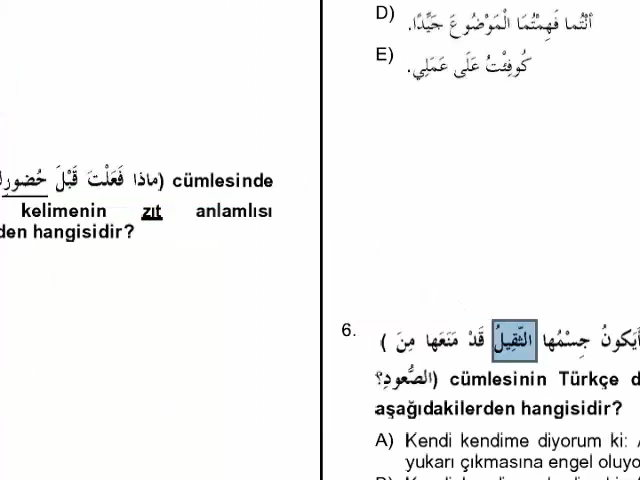 (ماذا فَعَلْتَ قَبْلَ حُضورِ cümlesinde
kelimenin zıt anlamlısı
den hangisidir?
D) أَنْتُما فَهِمْتُمَا الْمَوْضُوعَ جَيِّدًا.
E) كُوفِئْتُ عَلَى عَمَلِي.
6. أَيَكونُ جِسْمُها الثَّقِيلُ قَدْ مَنَعَها مِنَ )
الصُّعودِ؟) cümlesinin Türkçe
aşağıdakilerden hangisidir?
A) Kendi kendime diyorum ki:
yukarı çıkmasına engel